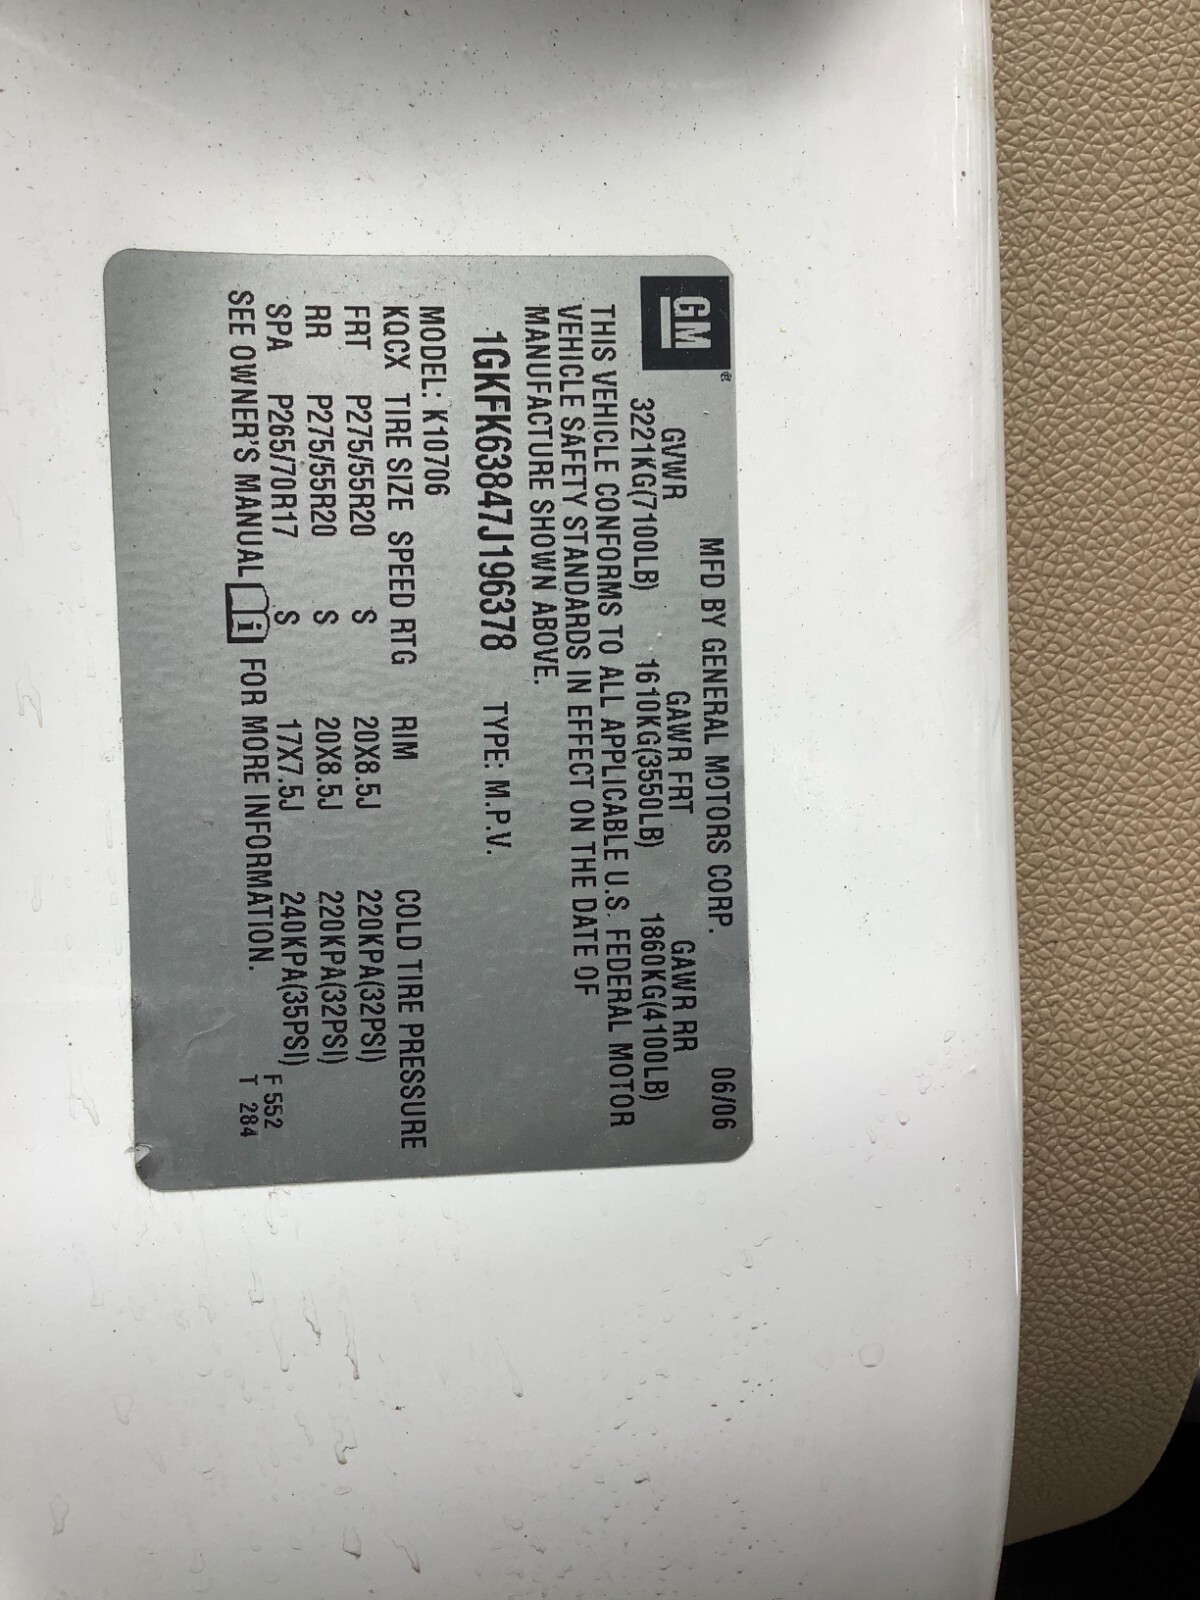 GM®
MFD BY GENERAL MOTORS CORP. 06/06
GVWR GAWR FRT GAWR RR
3221KG(7100LB) 1610KG(3550LB) 1860KG(4100LB)
THIS VEHICLE CONFORMS TO ALL APPLICABLE U.S. FEDERAL MOTOR
VEHICLE SAFETY STANDARDS IN EFFECT ON THE DATE OF
MANUFACTURE SHOWN ABOVE.
1GKFK63847J196378 TYPE: M.P.V.
MODEL: K10706
KQCX TIRE SIZE SPEED RTG RIM COLD TIRE PRESSURE
FRT P275/55R20 S 20X8.5J 220KPA(32PSI)
RR P275/55R20 S 20X8.5J 220KPA(32PSI)
SPA P265/70R17 S 17X7.5J 240KPA(35PSI)
SEE OWNER'S MANUAL i FOR MORE INFORMATION.
F 552
T 284